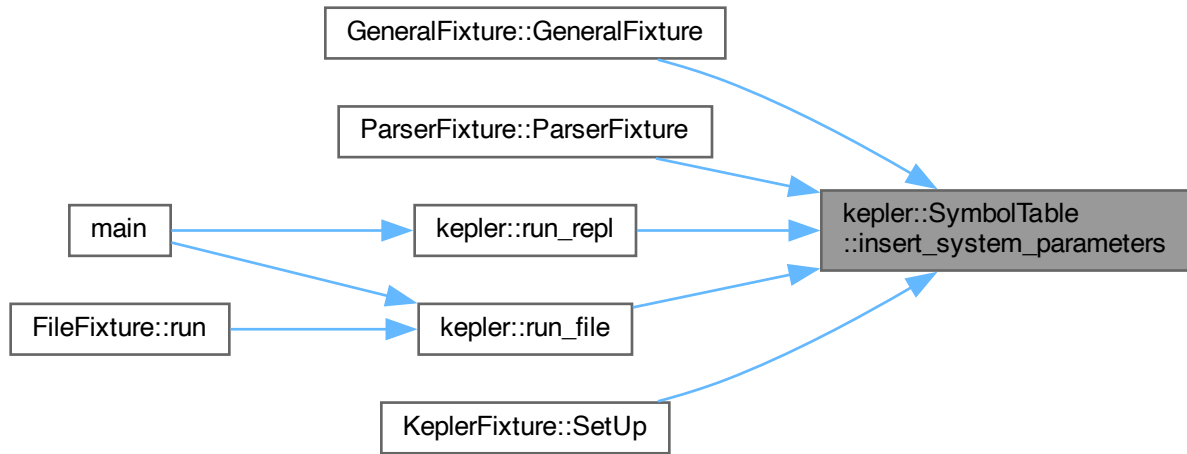 GeneralFixture::GeneralFixture
ParserFixture::ParserFixture
main
kepler::run_repl
kepler::SymbolTable
::insert_system_parameters
FileFixture::run
kepler::run_file
KeplerFixture::SetUp